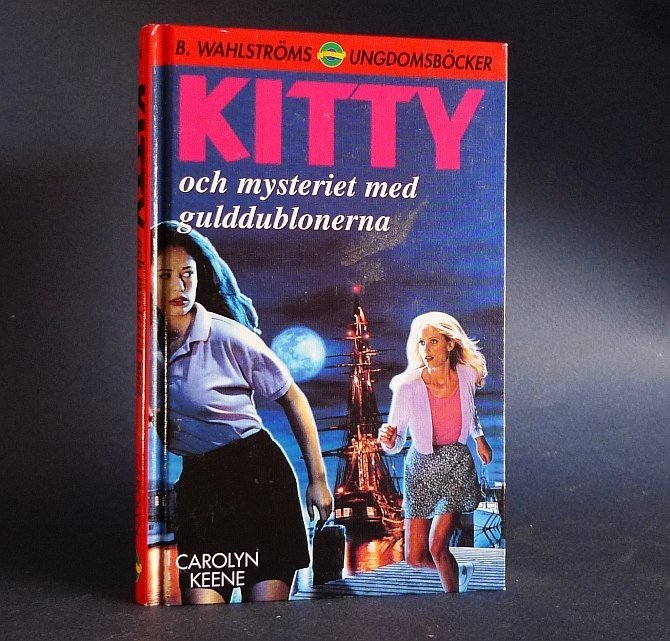 B. WAHLSTRÖMS UNGDOMSBÖCKER
KITTY
och mysteriet med
gulddublonerna
CAROLYN
KEENE